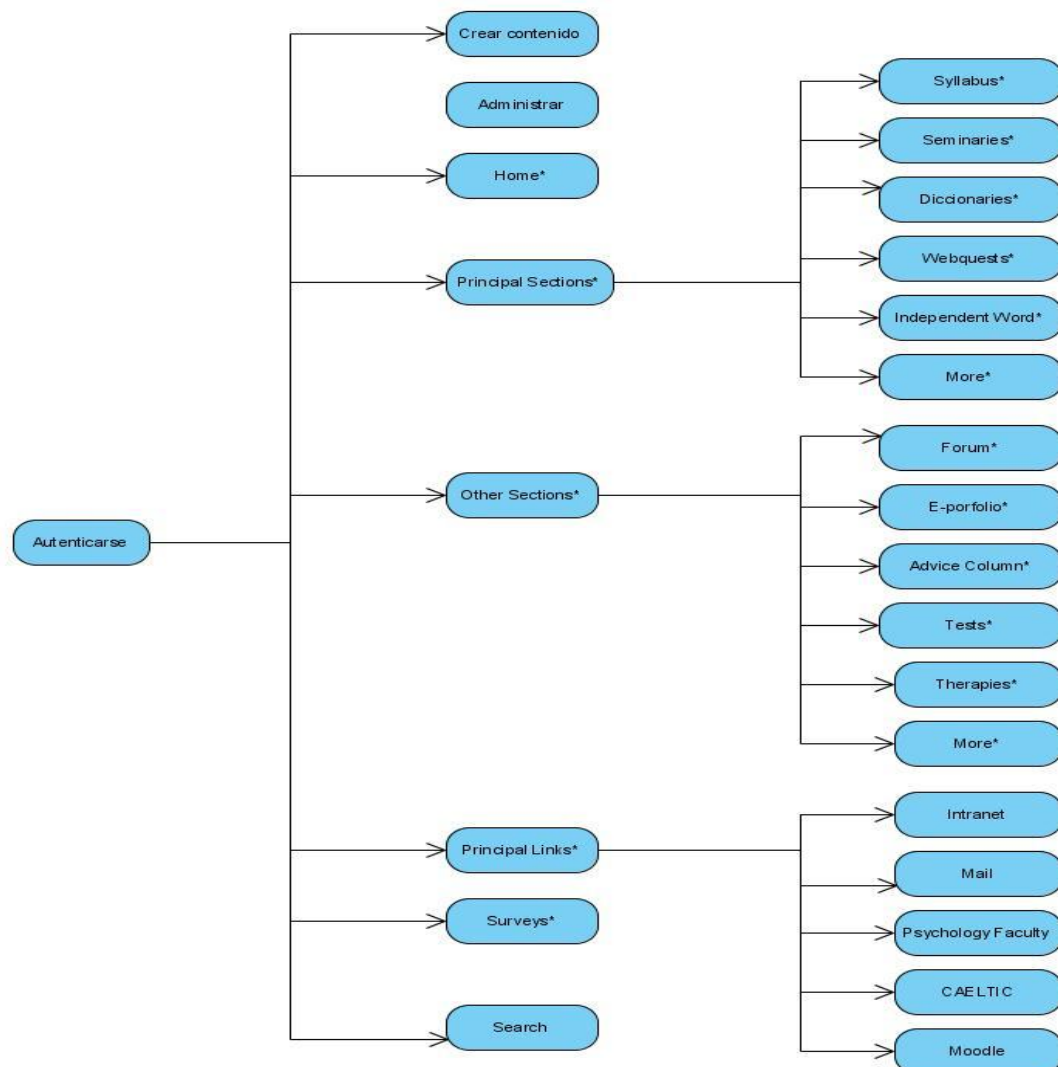 Crear contenido
Administrar
Home*
Principal Sections*
Syllabus*
Seminaries*
Diccionaries*
Webquests*
Independent Word*
More*
Autenticarse
Other Sections*
Forum*
E-porfolio*
Advice Column*
Tests*
Therapies*
More*
Principal Links*
Intranet
Mail
Psychology Faculty
CAELTIC
Moodle
Surveys*
Search